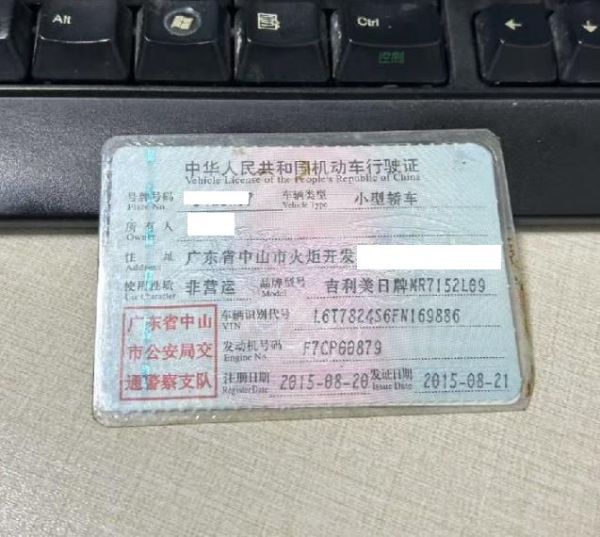 Alt
Ctrl
控制
中华人民共和国机动车行驶证
Vehicle License of the People's Republic of China
号牌号码 Plate No. 7 车辆类型 Vehicle Type 小型轿车
所有人 Owner
住址 Address 广东省中山市火炬开发
使用性质 Use Character 非营运 品牌型号 Model 吉利美日牌MR7152L09
车辆识别代号 VIN L6T7824S6FN169886
发动机号码 Engine No. F7CP60879
注册日期 Register Date 2015-08-20 发证日期 Issue Date 2015-08-21
广东省中山
市公安局交
通警察支队